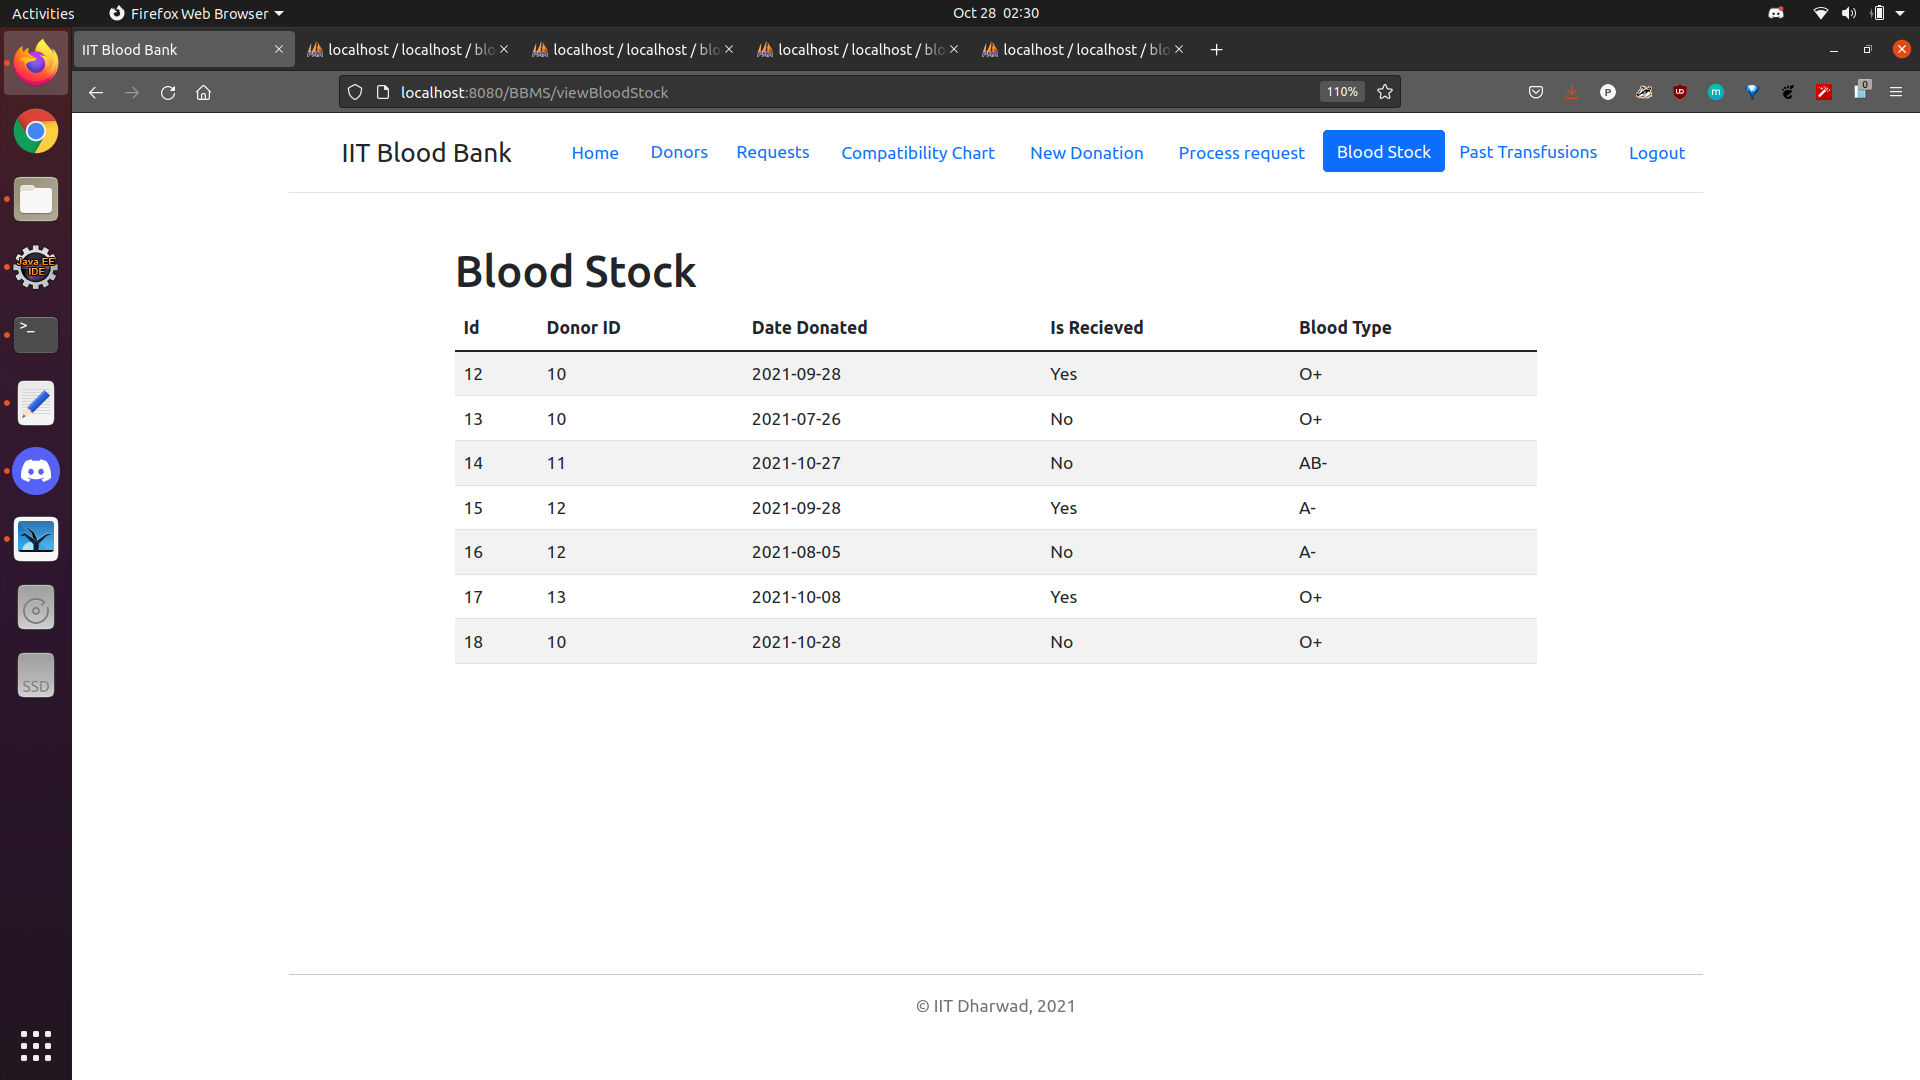 Activities Firefox Web Browser Oct 28 02:30
IIT Blood Bank localhost / localhost / blo localhost / localhost / blo localhost / localhost / blo localhost / localhost / blo
localhost:8080/BBMS/viewBloodStock 110% 0
IIT Blood Bank Home Donors Requests Compatibility Chart New Donation Process request Blood Stock Past Transfusions Logout
Java EE
IDE
SSD
Blood Stock
Id Donor ID Date Donated Is Recieved Blood Type
12 10 2021-09-28 Yes O+
13 10 2021-07-26 No O+
14 11 2021-10-27 No AB-
15 12 2021-09-28 Yes A-
16 12 2021-08-05 No A-
17 13 2021-10-08 Yes O+
18 10 2021-10-28 No O+
© IIT Dharwad, 2021